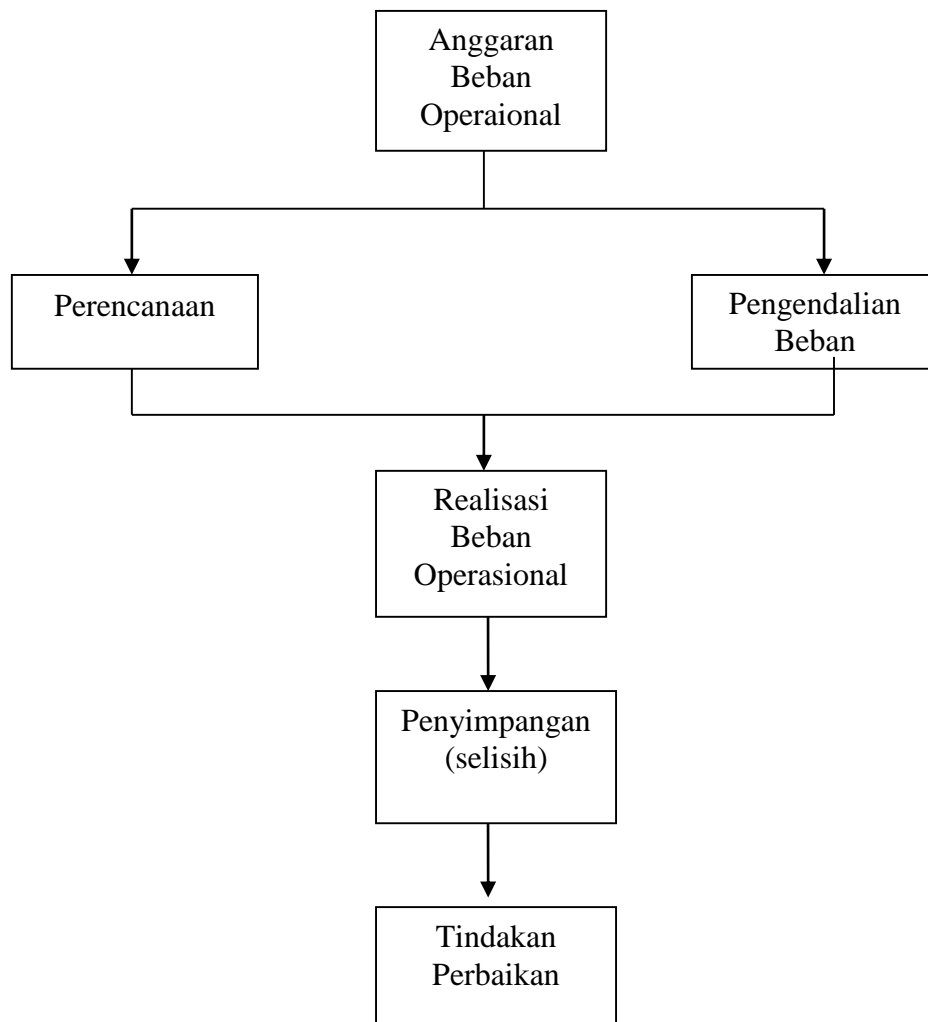 Anggaran
Beban
Operaional
Perencanaan
Pengendalian
Beban
Realisasi
Beban
Operasional
Penyimpangan
(selisih)
Tindakan
Perbaikan